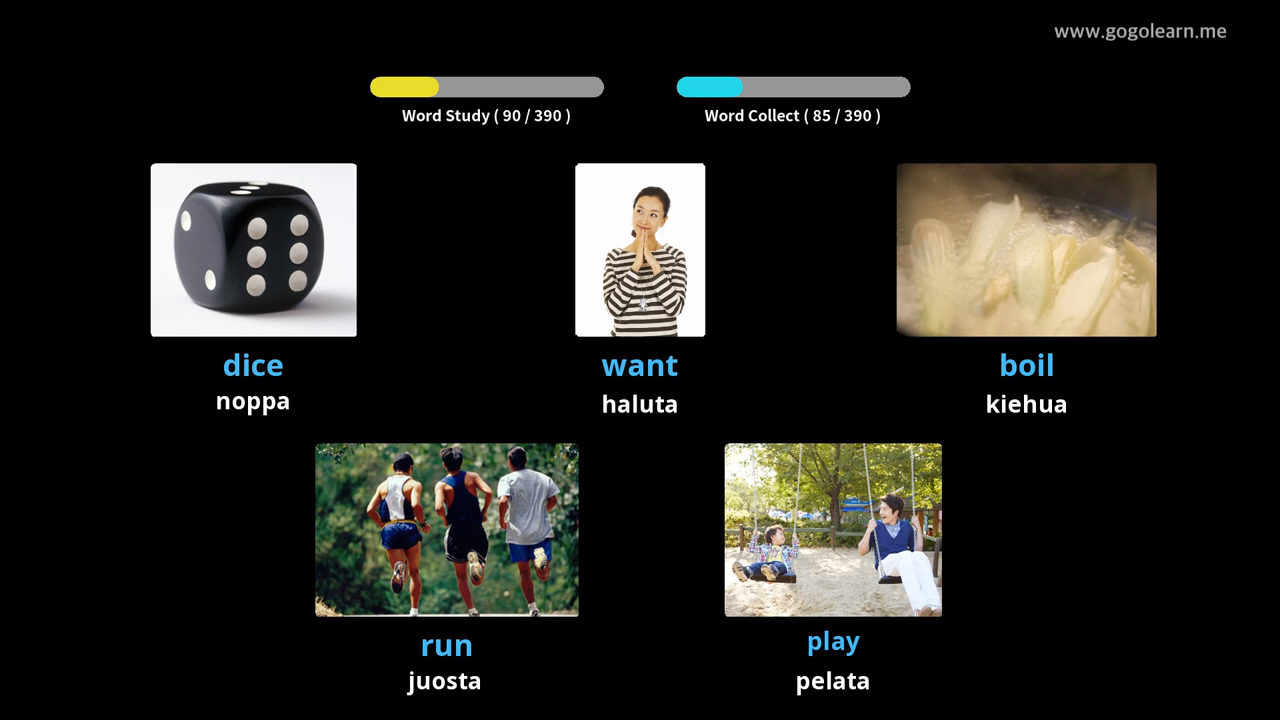 www.gogolearn.me
Word Study ( 90 / 390 )
Word Collect ( 85 / 390 )
dice
noppa
want
haluta
boil
kiehua
run
juosta
play
pelata